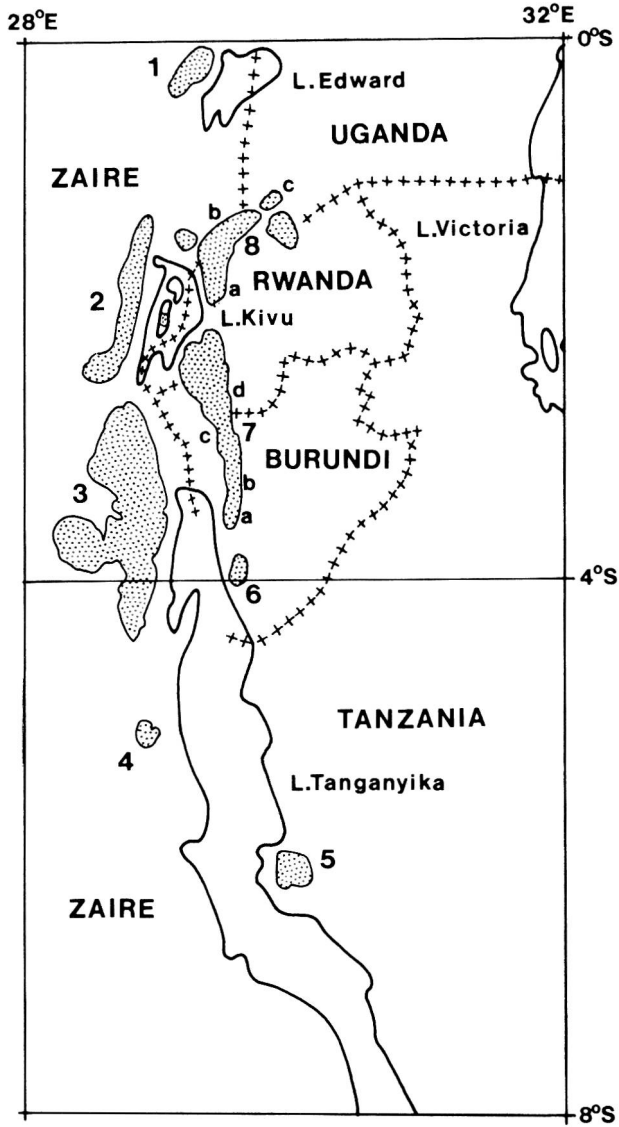 28°E 32°E
0°S
1
L.Edward
UGANDA
ZAIRE
c
b
L.Victoria
8
RWANDA
2
a
L.Kivu
d
7
c
BURUNDI
3
b
a
4°S
6
TANZANIA
4
L.Tanganyika
5
ZAIRE
8°S